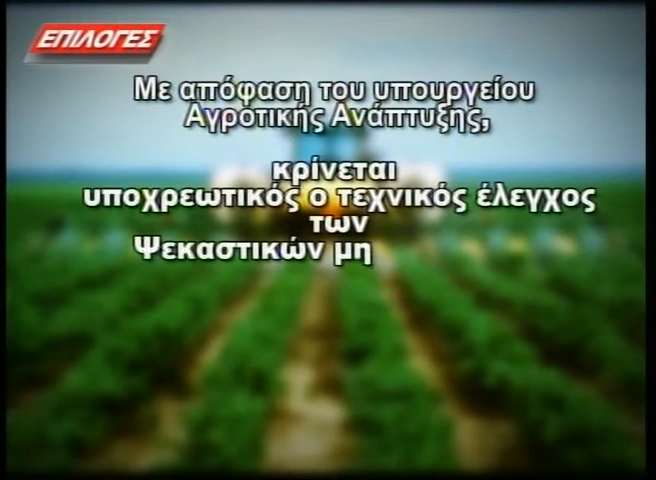 ΕΠΙΛΟΓΕΣ
Με απόφαση του υπουργείου
Αγροτικής Ανάπτυξης,
κρίνεται
υποχρεωτικός ο τεχνικός έλεγχος
των
Ψεκαστικών μη